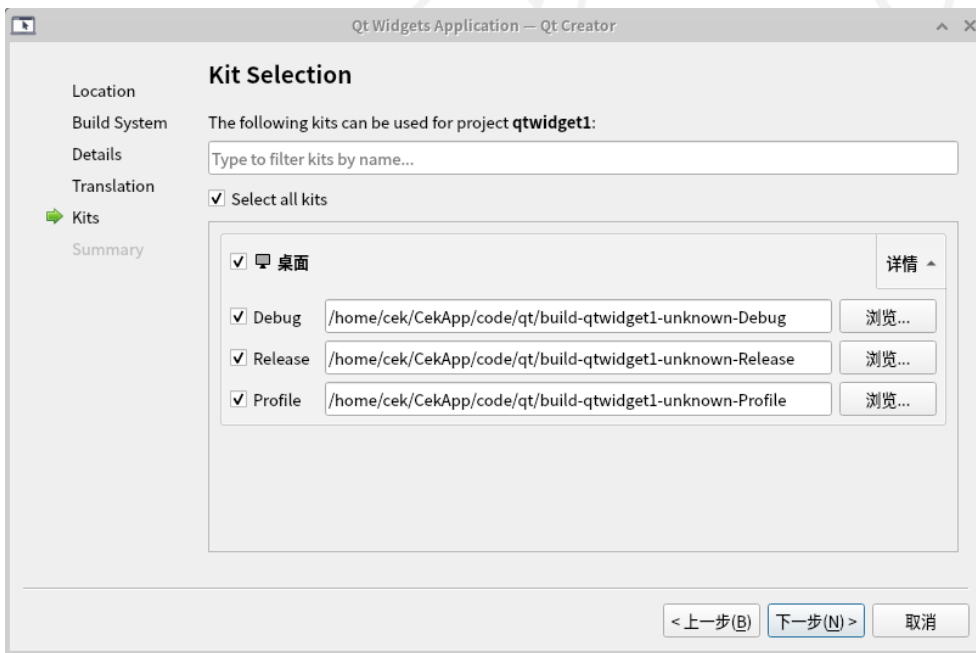 Qt Widgets Application — Qt Creator
Location
Build System
Details
Translation
Kits
Summary
Kit Selection
The following kits can be used for project qtwidget1:
Type to filter kits by name...
Select all kits
桌面
详情
Debug /home/cek/CekApp/code/qt/build-qtwidget1-unknown-Debug 浏览...
Release /home/cek/CekApp/code/qt/build-qtwidget1-unknown-Release 浏览...
Profile /home/cek/CekApp/code/qt/build-qtwidget1-unknown-Profile 浏览...
<上一步(B) 下一步(N)> 取消